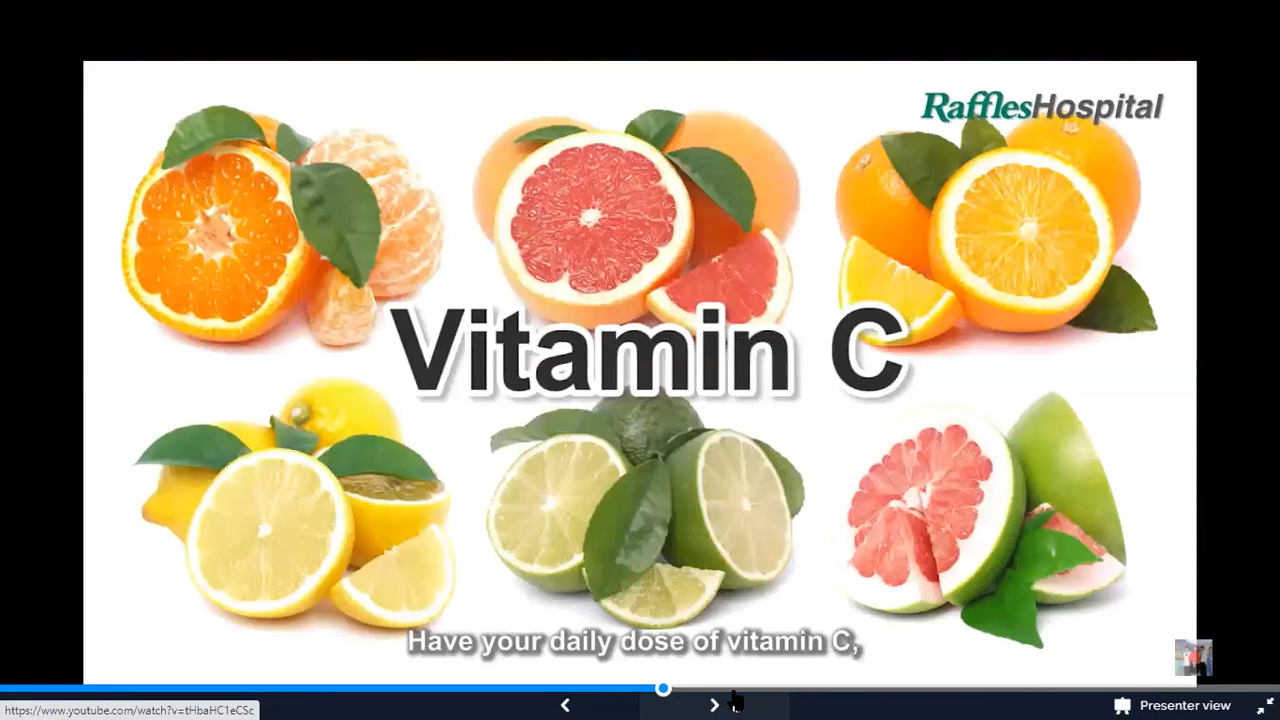 RafflesHospital
Vitamin C
Have your daily dose of vitamin C,
https://www.youtube.com/watch?v=tHbaHC1eCSc
Presenter view